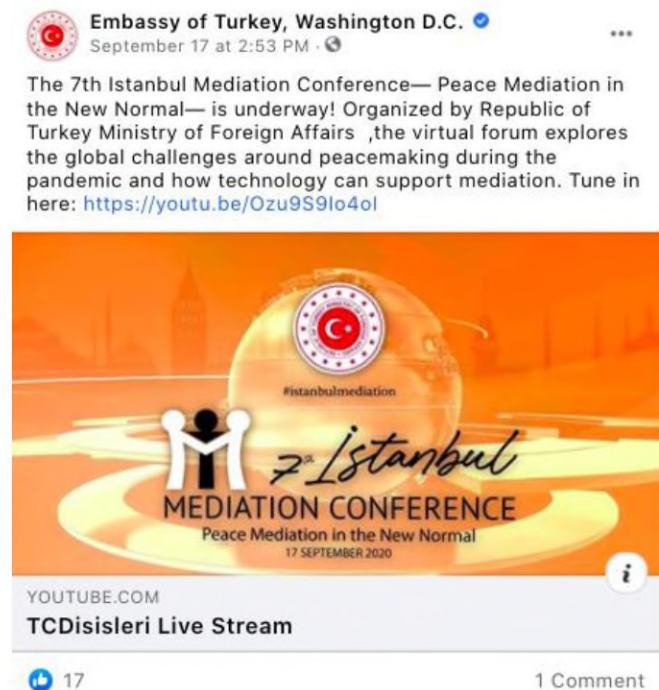 Embassy of Turkey, Washington D.C.
September 17 at 2:53 PM ·
The 7th Istanbul Mediation Conference— Peace Mediation in
the New Normal— is underway! Organized by Republic of
Turkey Ministry of Foreign Affairs ,the virtual forum explores
the global challenges around peacemaking during the
pandemic and how technology can support mediation. Tune in
here: https://youtu.be/Ozu9S9Io4oI
#istanbulmediation
7th İstanbul
MEDIATION CONFERENCE
Peace Mediation in the New Normal
17 SEPTEMBER 2020
YOUTUBE.COM
TCDisisleri Live Stream
17
1 Comment